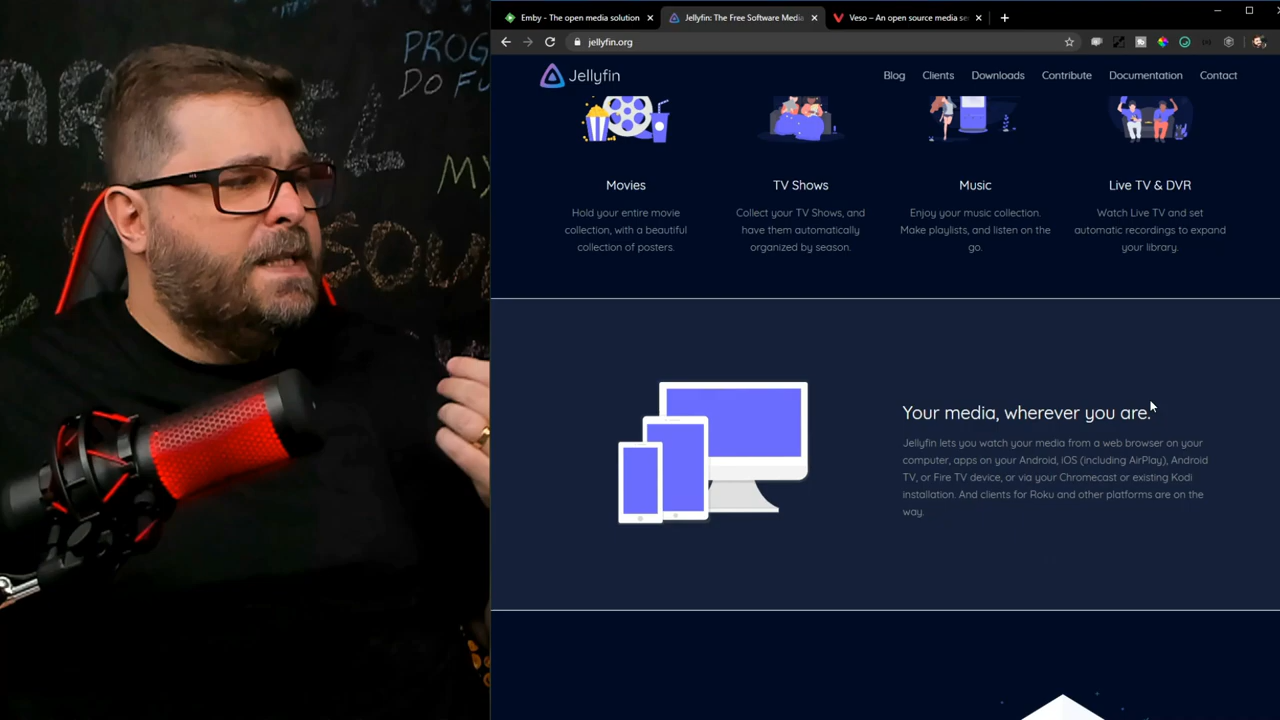 PROG
DO FU
MY
SOU
Emby - The open media solution
Jellyfin: The Free Software Media
Veso – An open source media se
jellyfin.org
Jellyfin
Blog
Clients
Downloads
Contribute
Documentation
Contact
Movies
Hold your entire movie
collection, with a beautiful
collection of posters.
TV Shows
Collect your TV Shows, and
have them automatically
organized by season.
Music
Enjoy your music collection.
Make playlists, and listen on the
go.
Live TV & DVR
Watch Live TV and set
automatic recordings to expand
your library.
Your media, wherever you are.
Jellyfin lets you watch your media from a web browser on your
computer, apps on your Android, iOS (including AirPlay), Android
TV, or Fire TV device, or via your Chromecast or existing Kodi
installation. And clients for Roku and other platforms are on the
way.